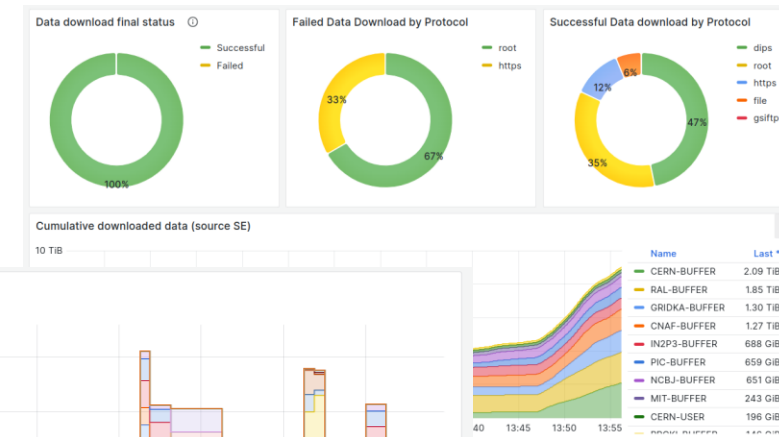 Data download final status
Successful
Failed
100%
Failed Data Download by Protocol
root
https
33%
67%
Successful Data download by Protocol
dips
root
https
file
gsiftp
6%
12%
47%
35%
Cumulative downloaded data (source SE)
10 TiB
Name Last
CERN-BUFFER 2.09 TiB
RAL-BUFFER 1.85 TiB
GRIDKA-BUFFER 1.30 TiB
CNAF-BUFFER 1.27 TiB
IN2P3-BUFFER 688 GiB
PIC-BUFFER 659 GiB
NCBJ-BUFFER 651 GiB
MIT-BUFFER 243 GiB
CERN-USER 196 GiB
40 13:45 13:50 13:55